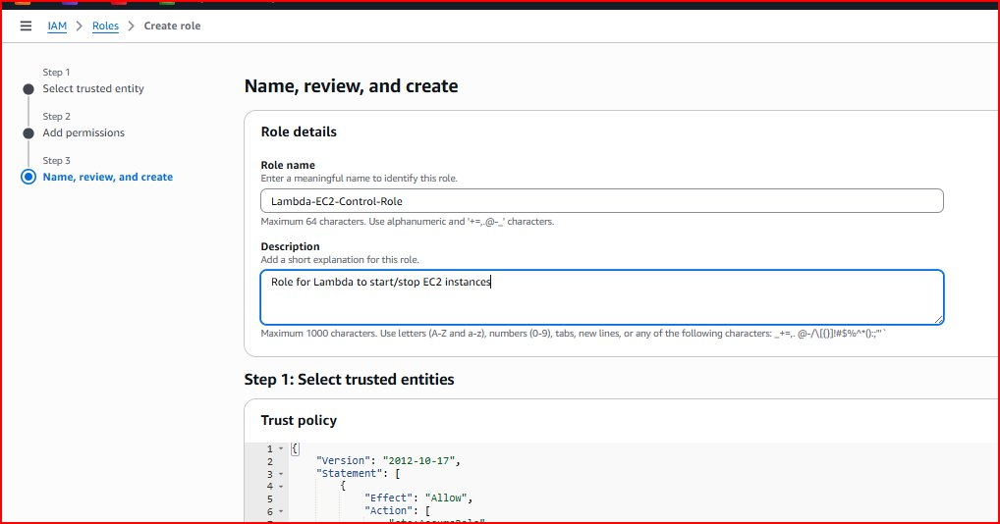 IAM > Roles > Create role
Step 1
Select trusted entity
Step 2
Add permissions
Step 3
Name, review, and create
Name, review, and create
Role details
Role name
Enter a meaningful name to identify this role.
Lambda-EC2-Control-Role
Maximum 64 characters. Use alphanumeric and '+=,.@-_' characters.
Description
Add a short explanation for this role.
Role for Lambda to start/stop EC2 instances
Maximum 1000 characters. Use letters (A-Z and a-z), numbers (0-9), tabs, new lines, or any of the following characters: _+=,. @-/\[{}]!#$%^*();:"'`
Step 1: Select trusted entities
Trust policy
1 {
2 "Version": "2012-10-17",
3 "Statement": [
4 {
5 "Effect": "Allow",
6 "Action": [